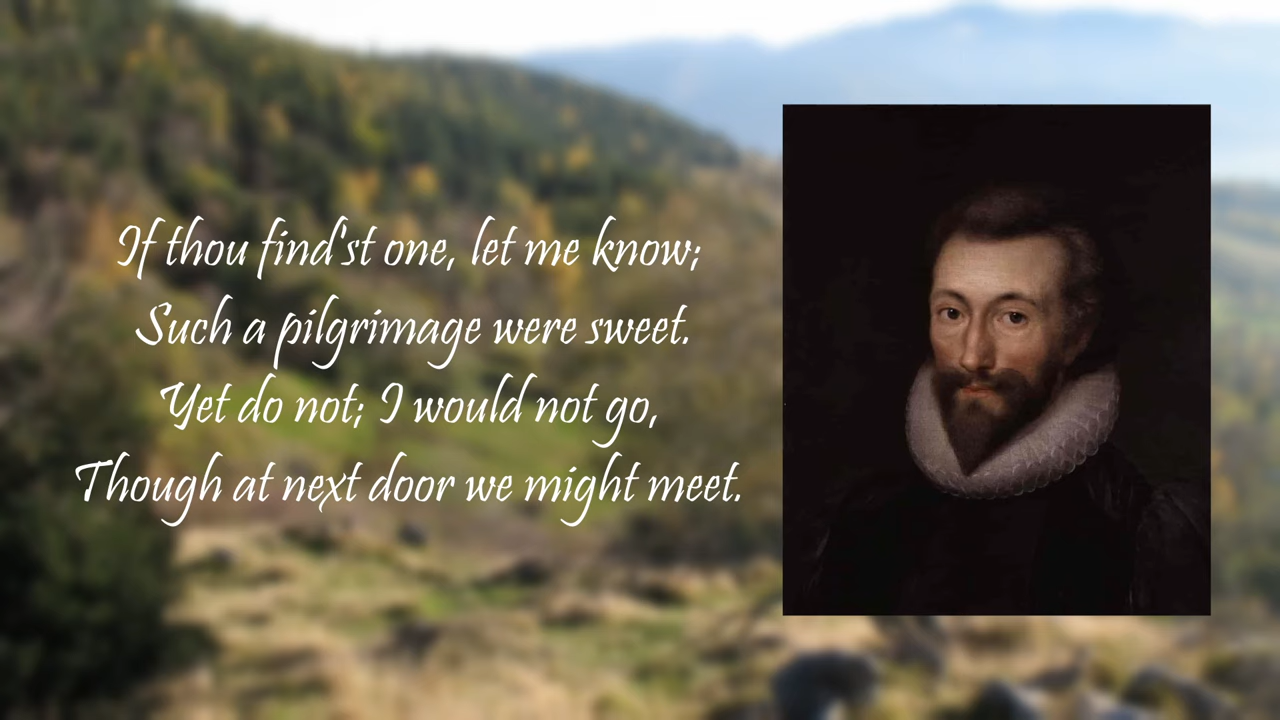 If thou find'st one, let me know;
Such a pilgrimage were sweet.
Yet do not; I would not go,
Though at next door we might meet.